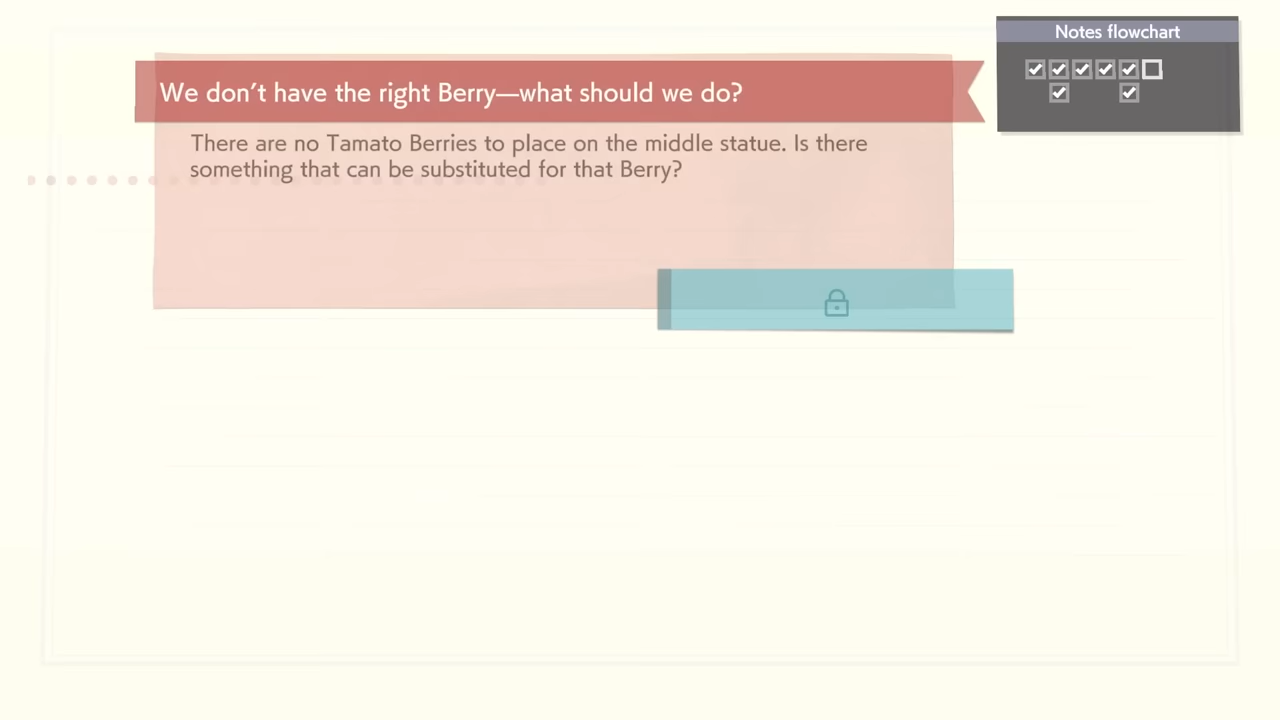 Notes flowchart
We don't have the right Berry—what should we do?
There are no Tamato Berries to place on the middle statue. Is there
something that can be substituted for that Berry?